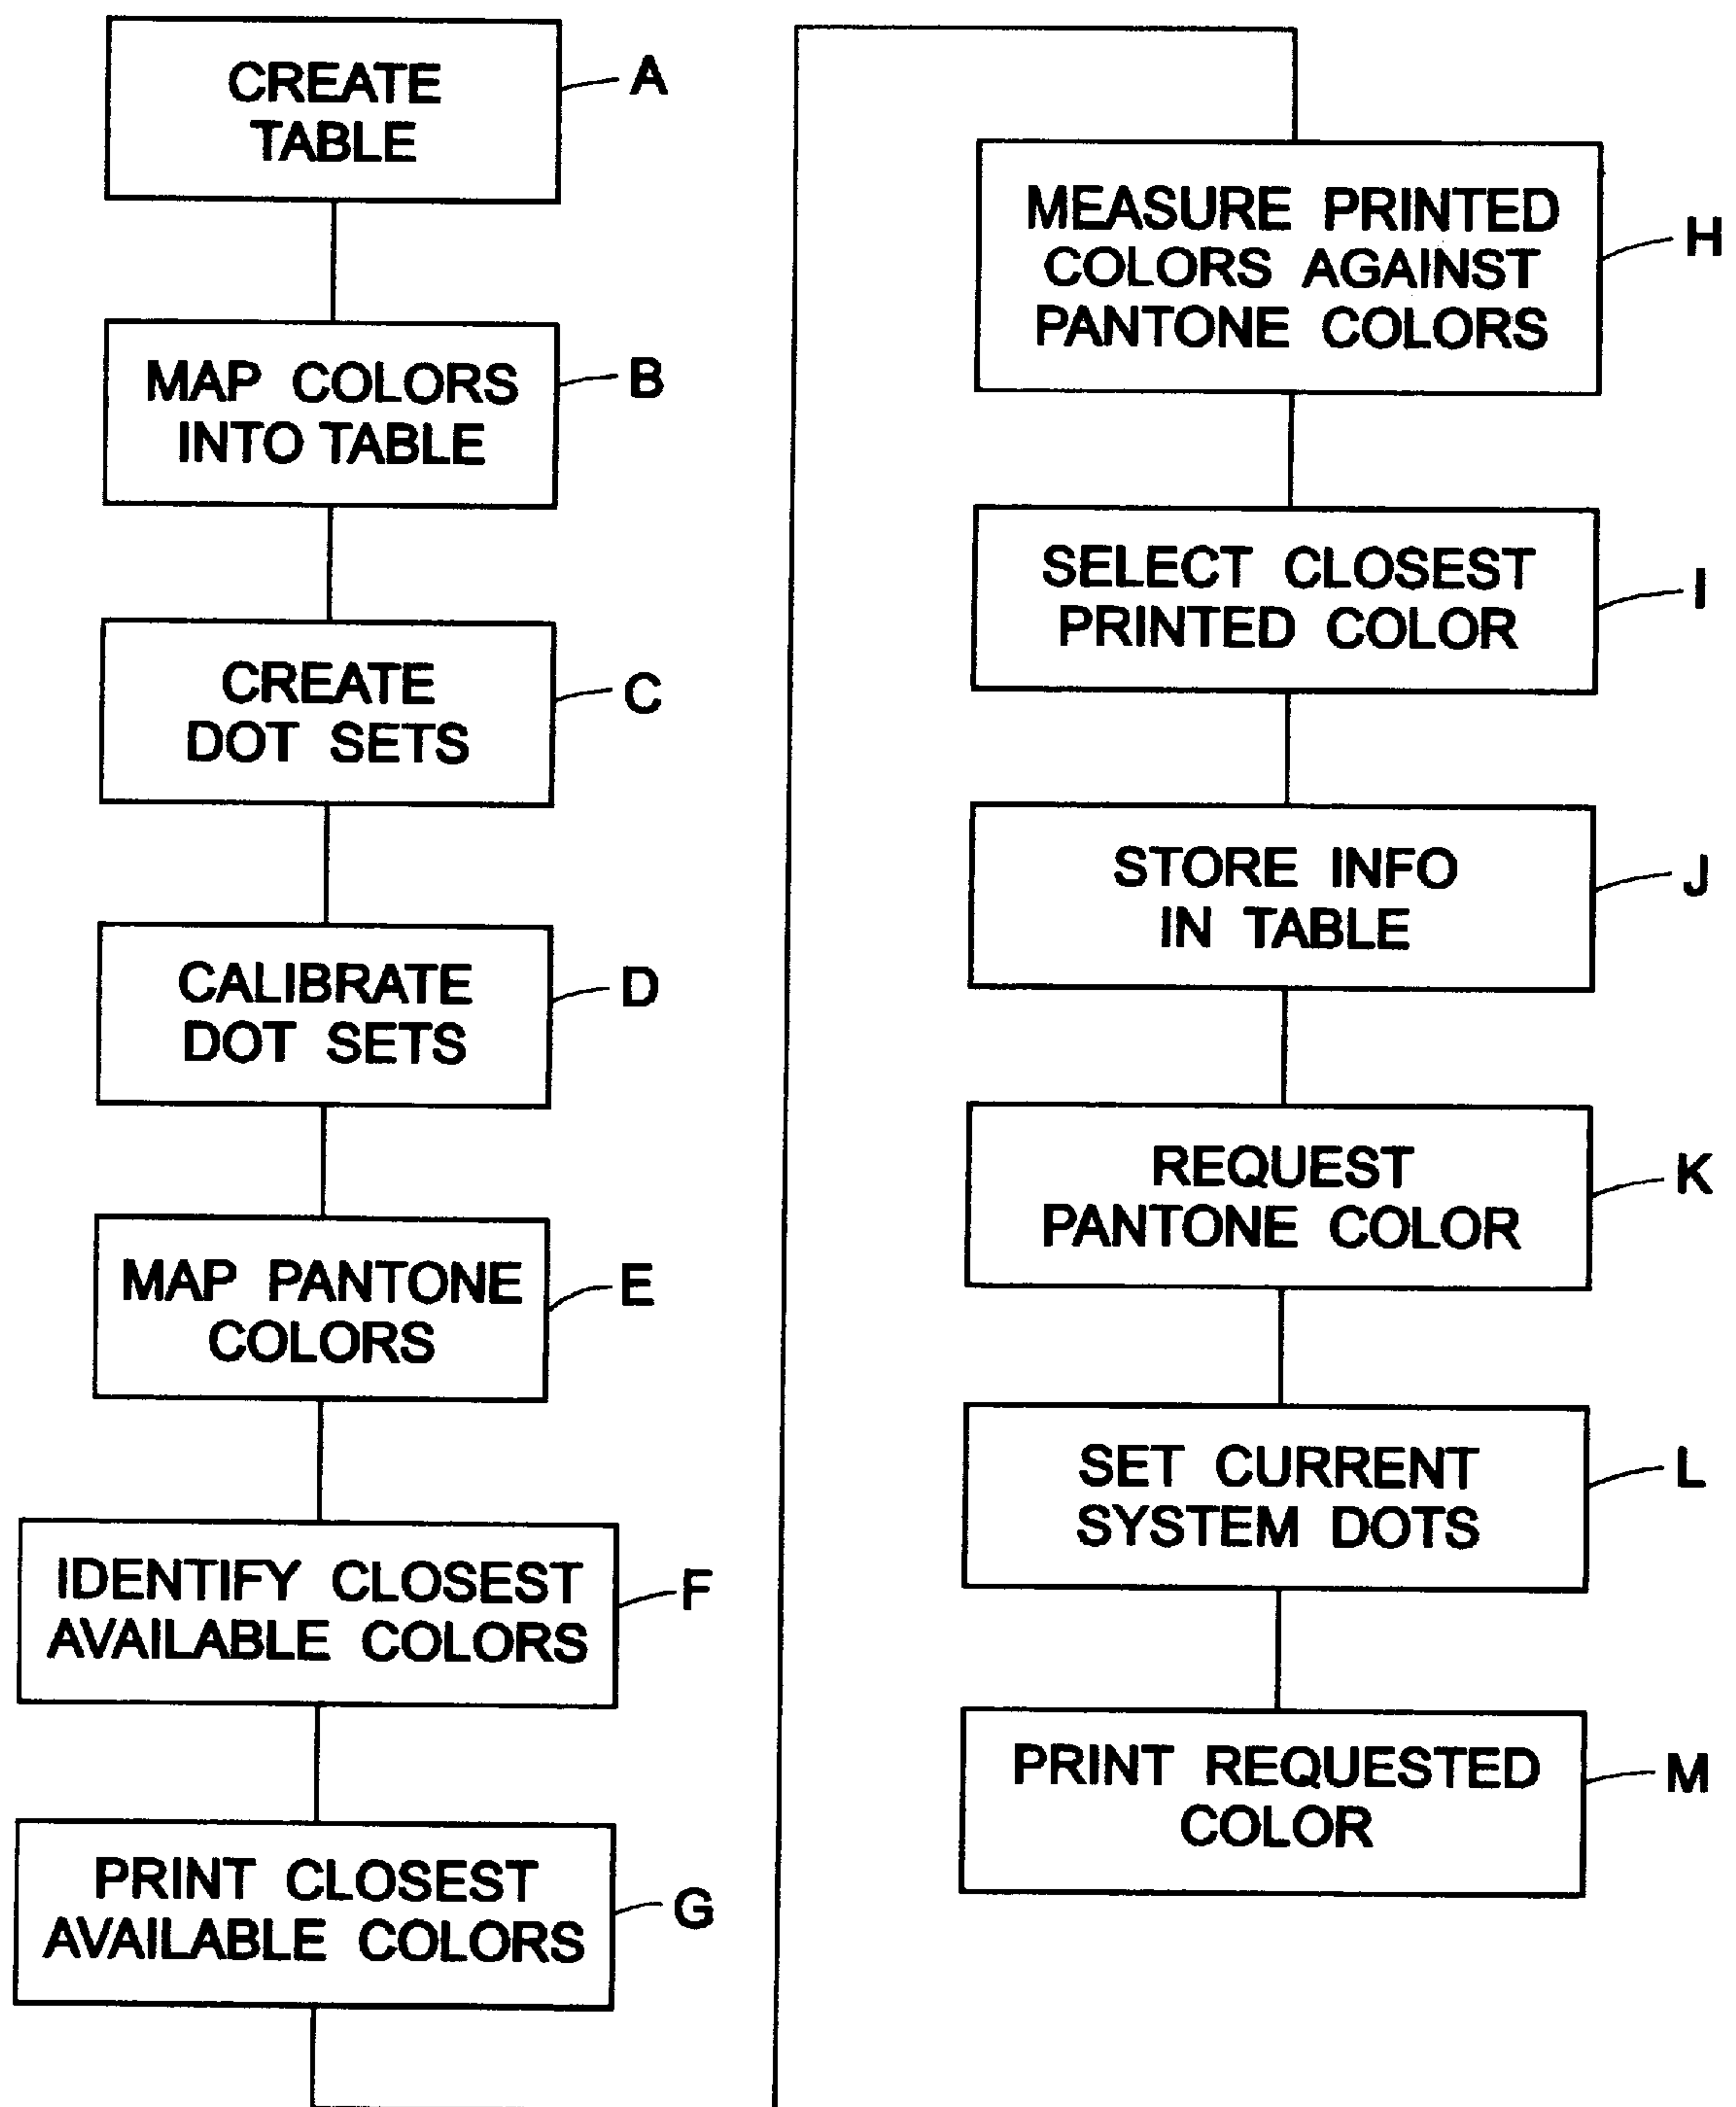 CREATE
TABLE
A
MAP COLORS
INTO TABLE
B
CREATE
DOT SETS
C
CALIBRATE
DOT SETS
D
MAP PANTONE
COLORS
E
IDENTIFY CLOSEST
AVAILABLE COLORS
F
PRINT CLOSEST
AVAILABLE COLORS
G
MEASURE PRINTED
COLORS AGAINST
PANTONE COLORS
H
SELECT CLOSEST
PRINTED COLOR
I
STORE INFO
IN TABLE
J
REQUEST
PANTONE COLOR
K
SET CURRENT
SYSTEM DOTS
L
PRINT REQUESTED
COLOR
M